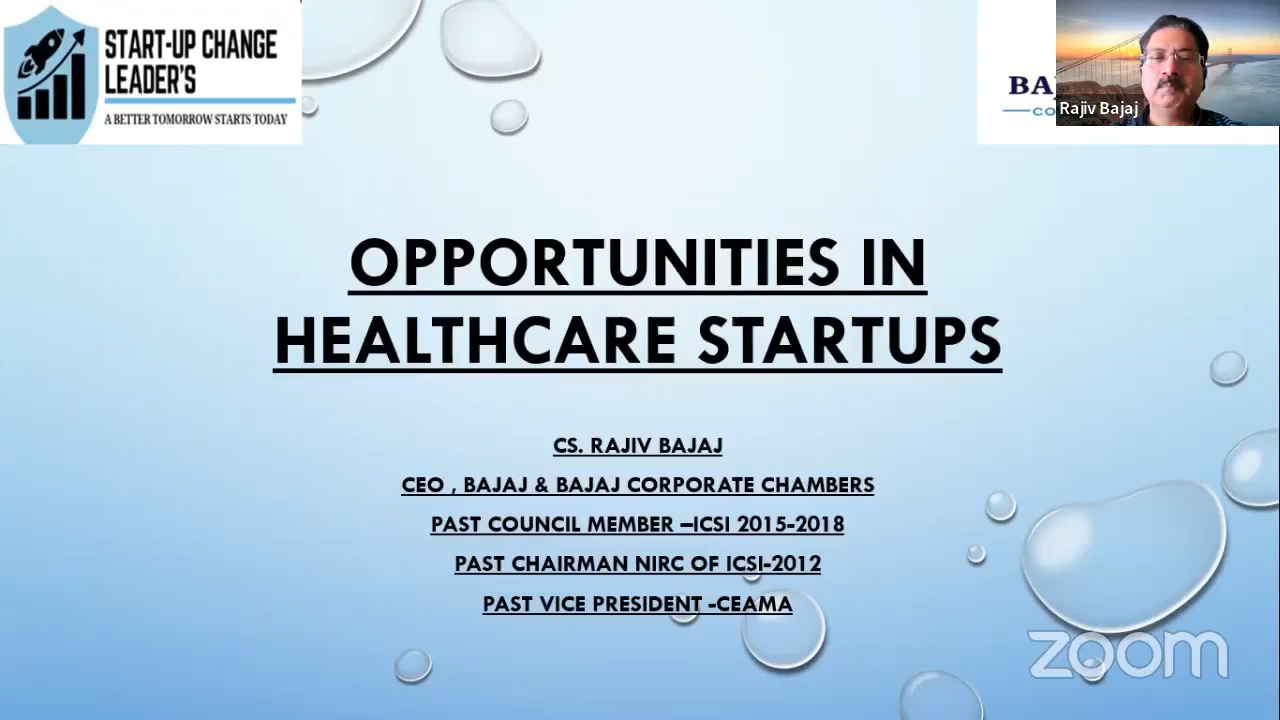 START-UP CHANGE
LEADER'S
A BETTER TOMORROW STARTS TODAY
Rajiv Bajaj
OPPORTUNITIES IN
HEALTHCARE STARTUPS
CS. RAJIV BAJAJ
CEO , BAJAJ & BAJAJ CORPORATE CHAMBERS
PAST COUNCIL MEMBER –ICSI 2015-2018
PAST CHAIRMAN NIRC OF ICSI-2012
PAST VICE PRESIDENT -CEAMA
zoom